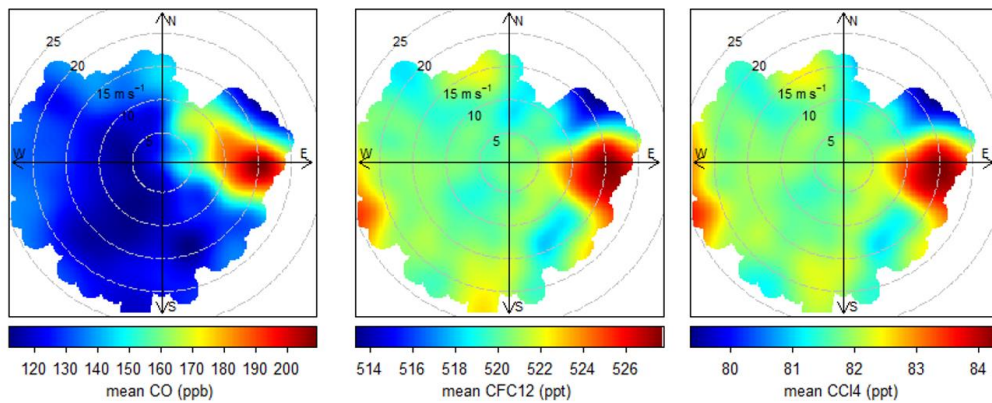 N
25
20
15 m s⁻¹
10
5
W
E
S
120 130 140 150 160 170 180 190 200
mean CO (ppb)
N
25
20
15 m s⁻¹
10
5
W
E
S
514 516 518 520 522 524 526
mean CFC12 (ppt)
N
25
20
15 m s⁻¹
10
5
W
E
S
80 81 82 83 84
mean CCl4 (ppt)